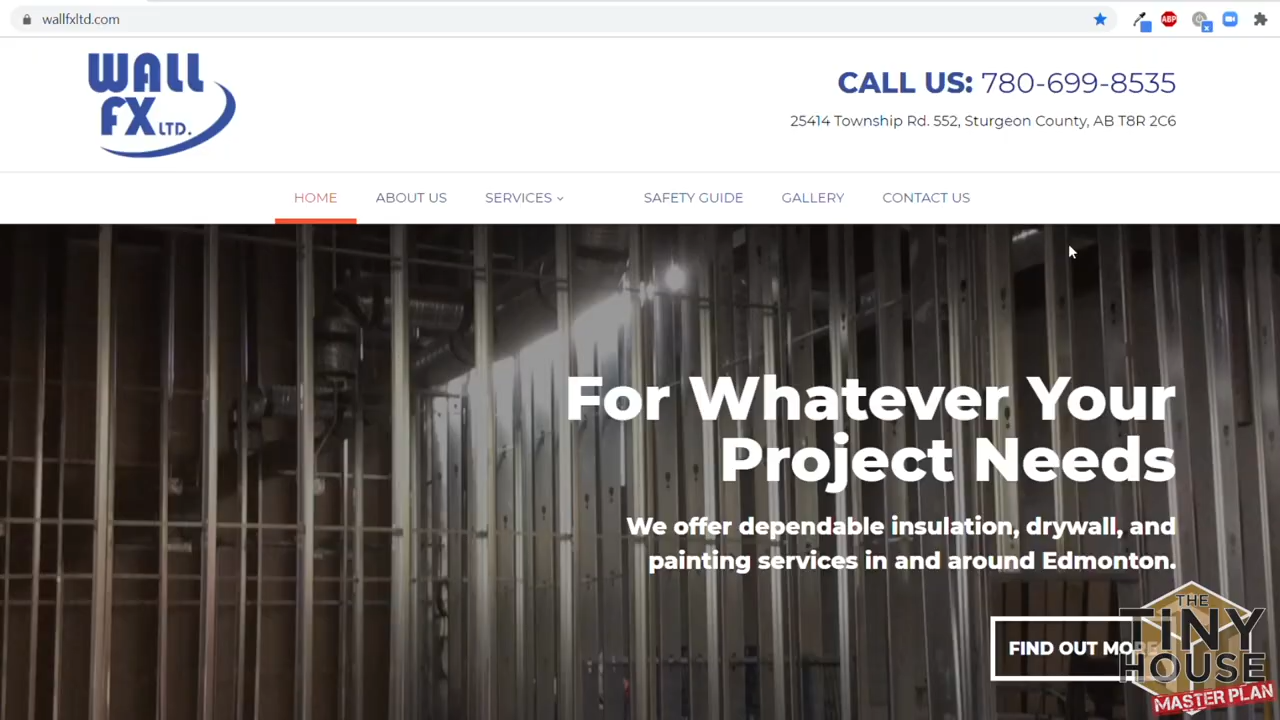 wallfxltd.com
ABP
WALL
FX LTD.
CALL US: 780-699-8535
25414 Township Rd. 552, Sturgeon County, AB T8R 2C6
HOME ABOUT US SERVICES SAFETY GUIDE GALLERY CONTACT US
For Whatever Your
Project Needs
We offer dependable insulation, drywall, and
painting services in and around Edmonton.
FIND OUT MORE
THE
TINY
HOUSE
MASTER PLAN